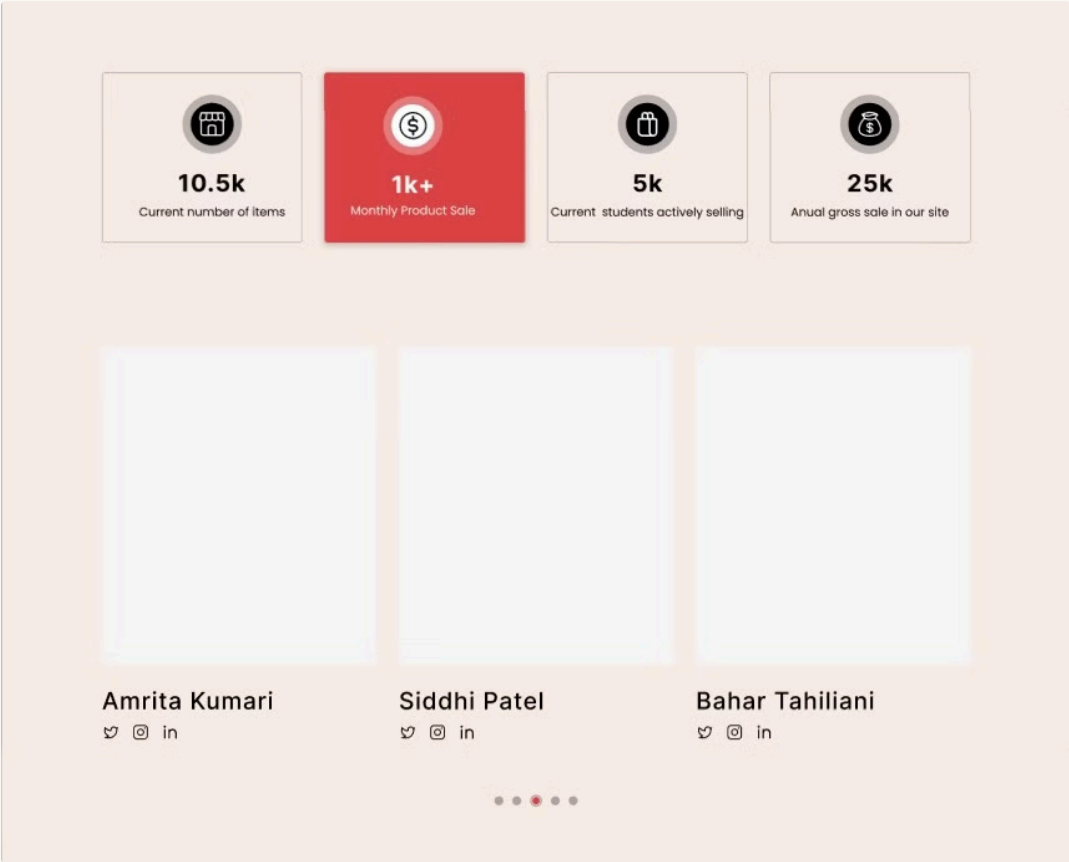 10.5k
Current number of items
1k+
Monthly Product Sale
5k
Current students actively selling
25k
Anual gross sale in our site
Amrita Kumari
in
Siddhi Patel
in
Bahar Tahiliani
in